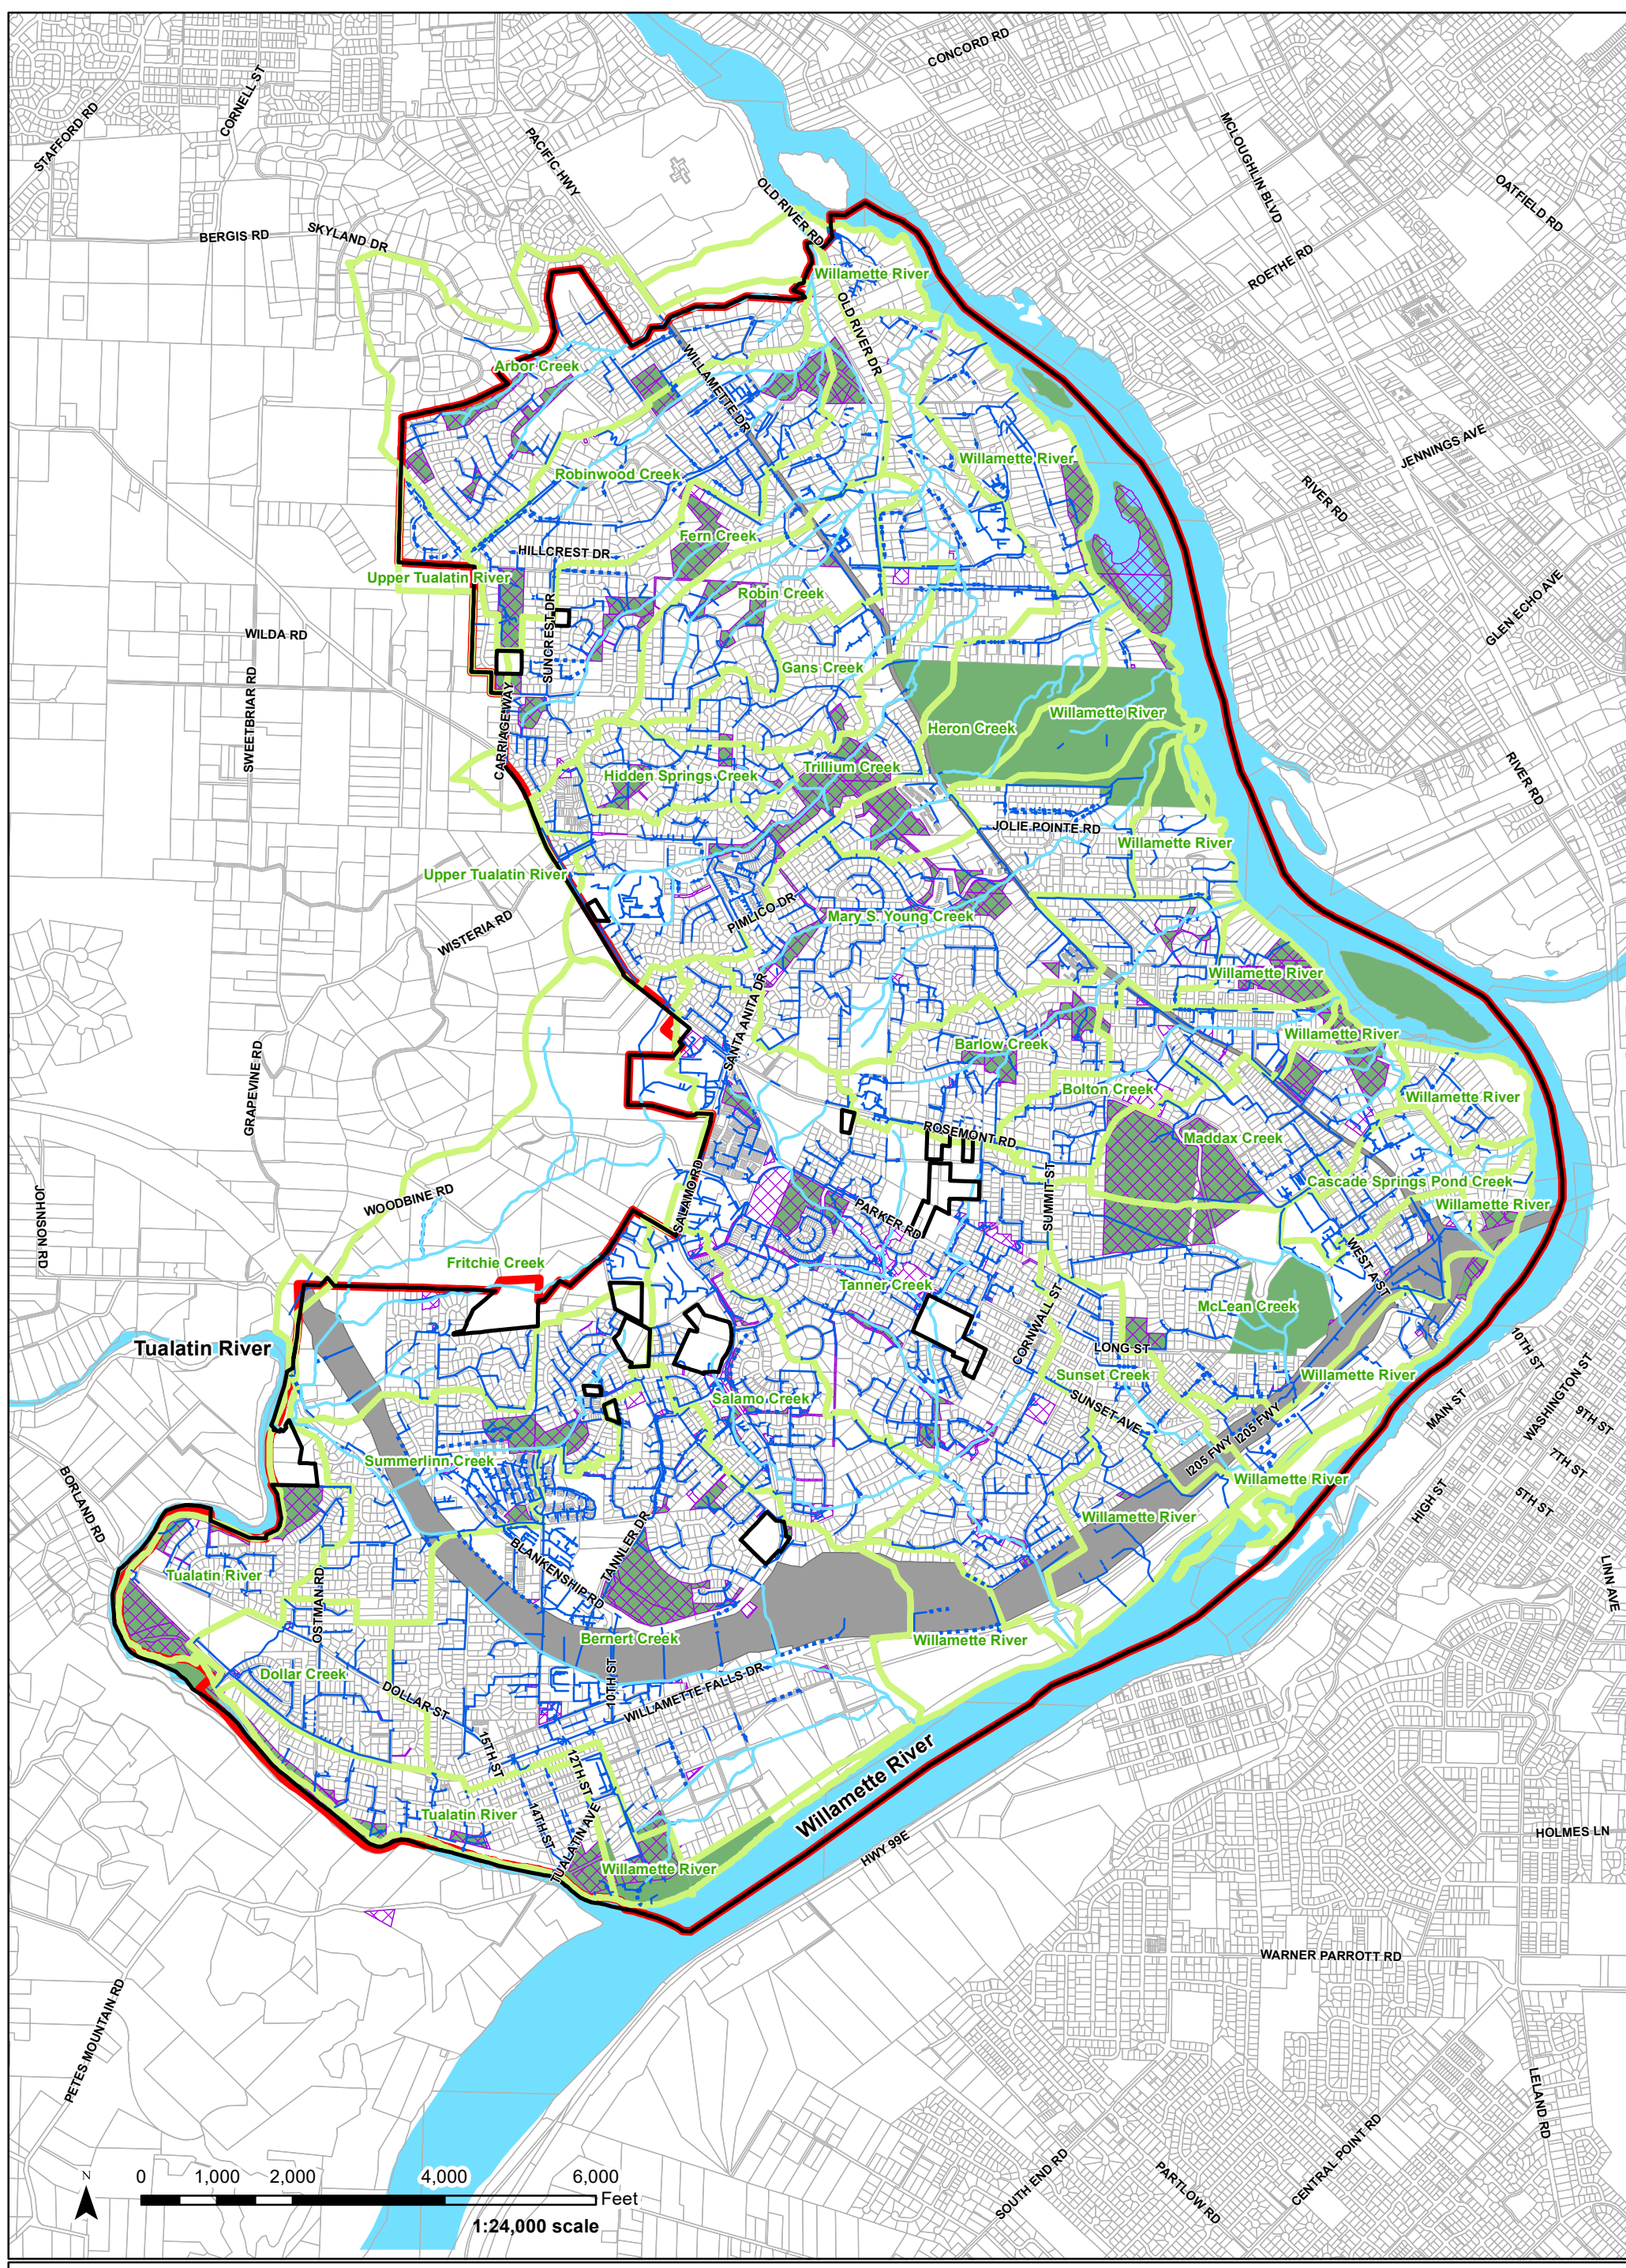 CONCORD RD
STAFFORD RD
CORNELL ST
PACIFIC HWY
MCLOUGHLIN BLVD
OATFIELD RD
OLD RIVER RD
BERGIS RD
SKYLAND DR
ROETHE RD
Willamette River
OLD RIVER DR
Arbor Creek
WILLAMETTE DR
JENNINGS AVE
Willamette River
Robinwood Creek
RIVER RD
Fern Creek
HILLCREST DR
Upper Tualatin River
Robin Creek
GLEN ECHO AVE
SUNCREST DR
WILDA RD
Gans Creek
SWEETBRIAR RD
CARRIAGE WAY
Willamette River
Heron Creek
Trillium Creek
Hidden Springs Creek
RIVER RD
JOLIE POINTE RD
Willamette River
Upper Tualatin River
PIMLICO DR
Mary S. Young Creek
WISTERIA RD
Willamette River
SANTA ANITA DR
Willamette River
Barlow Creek
GRAPEVINE RD
Bolton Creek
Willamette River
ROSEMONT RD
Maddax Creek
Cascade Springs Pond Creek
SUMMIT ST
SALAMO RD
WOODBINE RD
PARKER RD
Willamette River
JOHNSON RD
Fritchie Creek
WEST A ST
Tanner Creek
McLean Creek
CORNWALL ST
Tualatin River
LONG ST
10TH ST
Sunset Creek
Willamette River
WASHINGTON ST
Salamo Creek
SUNSET AVE
MAIN ST
9TH ST
I205 FWY
I205 FWY
Summerlinn Creek
7TH ST
Willamette River
HIGH ST
5TH ST
BORLAND RD
Willamette River
BLANKENSHIP RD
TANNLER DR
Tualatin River
OSTMAN RD
LINN AVE
Bernert Creek
Willamette River
Dollar Creek
10TH ST
WILLAMETTE FALLS DR
DOLLAR ST
15TH ST
12TH ST
Willamette River
Tualatin River
14TH ST
TUALATIN AVE
HWY 99E
HOLMES LN
Willamette River
WARNER PARROTT RD
PETES MOUNTAIN RD
LELAND RD
CENTRAL POINT RD
SOUTH END RD
PARTLOW RD
N
0 1,000 2,000 4,000 6,000
Feet
1:24,000 scale